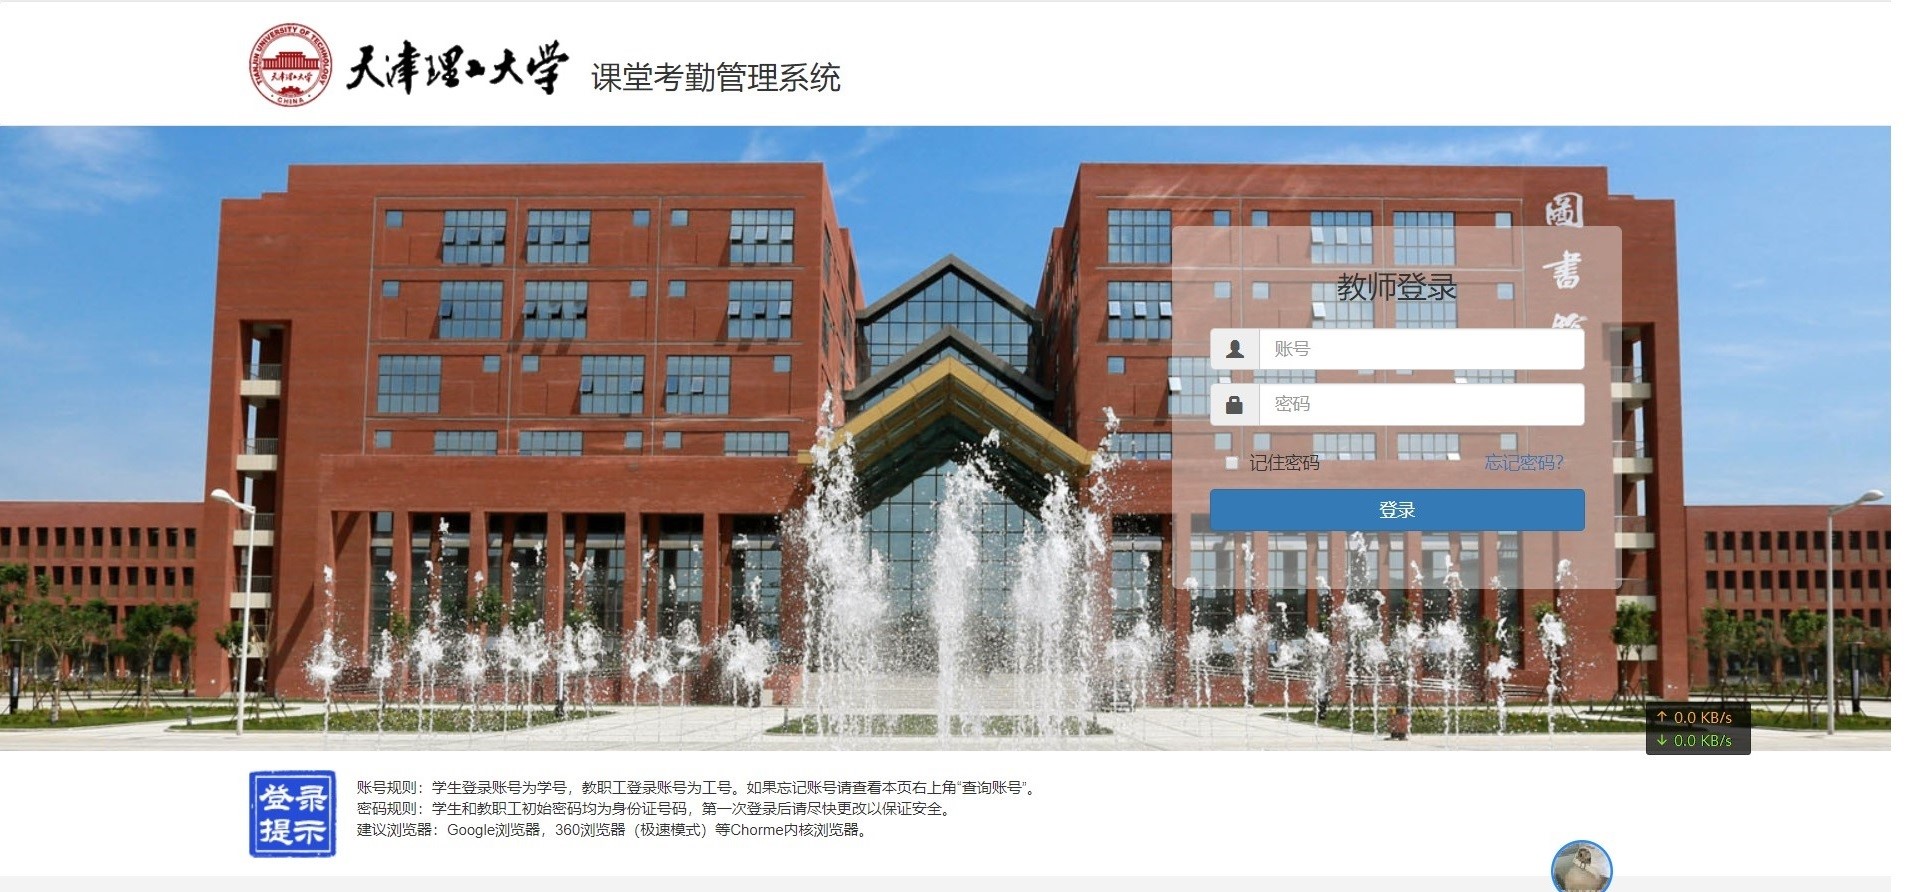 TIANJIN UNIVERSITY OF TECHNOLOGY
天津理工大学
CHINA
天津理工大学 课堂考勤管理系统
圖書館
教师登录
账号
密码
记住密码 忘记密码?
登录
↑ 0.0 KB/s
↓ 0.0 KB/s
登录
提示
账号规则：学生登录账号为学号，教职工登录账号为工号。如果忘记账号请查看本页右上角“查询账号”。
密码规则：学生和教职工初始密码均为身份证号码，第一次登录后请尽快更改以保证安全。
建议浏览器：Google浏览器，360浏览器（极速模式）等Chorme内核浏览器。